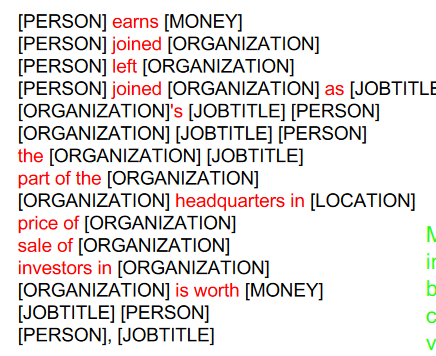 [PERSON] earns [MONEY]
[PERSON] joined [ORGANIZATION]
[PERSON] left [ORGANIZATION]
[PERSON] joined [ORGANIZATION] as [JOBTITLE
[ORGANIZATION]'s [JOBTITLE] [PERSON]
[ORGANIZATION] [JOBTITLE] [PERSON]
the [ORGANIZATION] [JOBTITLE]
part of the [ORGANIZATION]
[ORGANIZATION] headquarters in [LOCATION]
price of [ORGANIZATION]
sale of [ORGANIZATION]
investors in [ORGANIZATION]
[ORGANIZATION] is worth [MONEY]
[JOBTITLE] [PERSON]
[PERSON], [JOBTITLE]